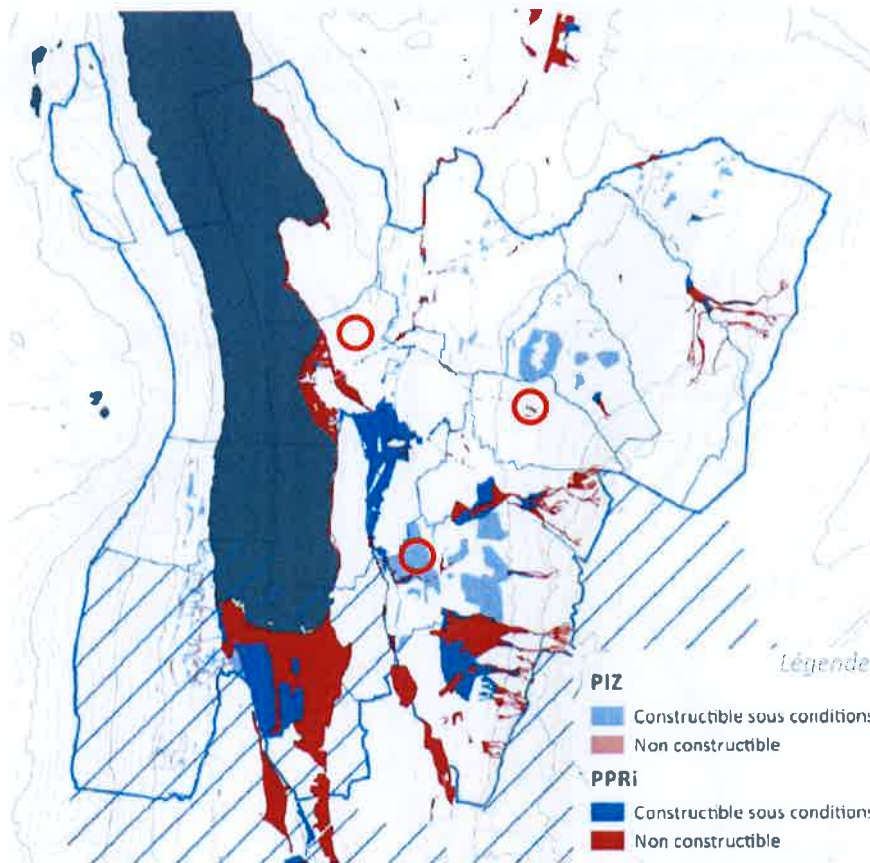 Légende
PIZ
Constructible sous conditions
Non constructible
PPRi
Constructible sous conditions
Non constructible